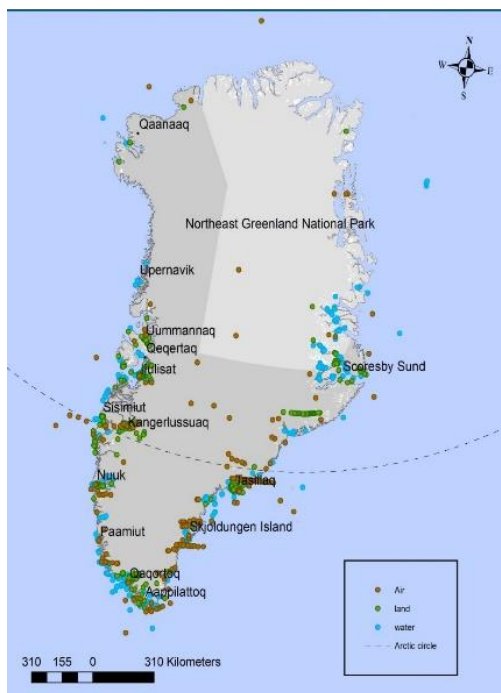 N
W E
S
Qaanaaq
Northeast Greenland National Park
Upernavik
Uummannaq
Qeqertaq
Ilulisat
Scoresby Sund
Sisimiut
Kangerlussuaq
Nuuk
Tasiilaq
Skjoldungen Island
Paamiut
Qaqortoq
Aappilattoq
Air
land
water
Arctic circle
310 155 0 310 Kilometers